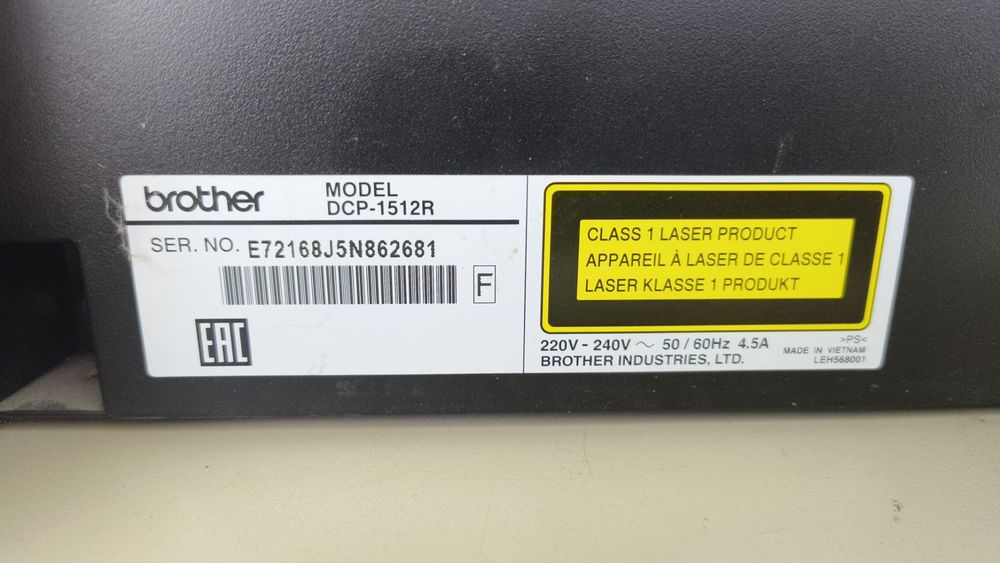 brother
MODEL
DCP-1512R
SER. NO. E72168J5N862681
F
EAC
CLASS 1 LASER PRODUCT
APPAREIL À LASER DE CLASSE 1
LASER KLASSE 1 PRODUKT
220V - 240V ～ 50 / 60Hz 4.5A
BROTHER INDUSTRIES, LTD.
>PS<
MADE IN VIETNAM
LEH568001